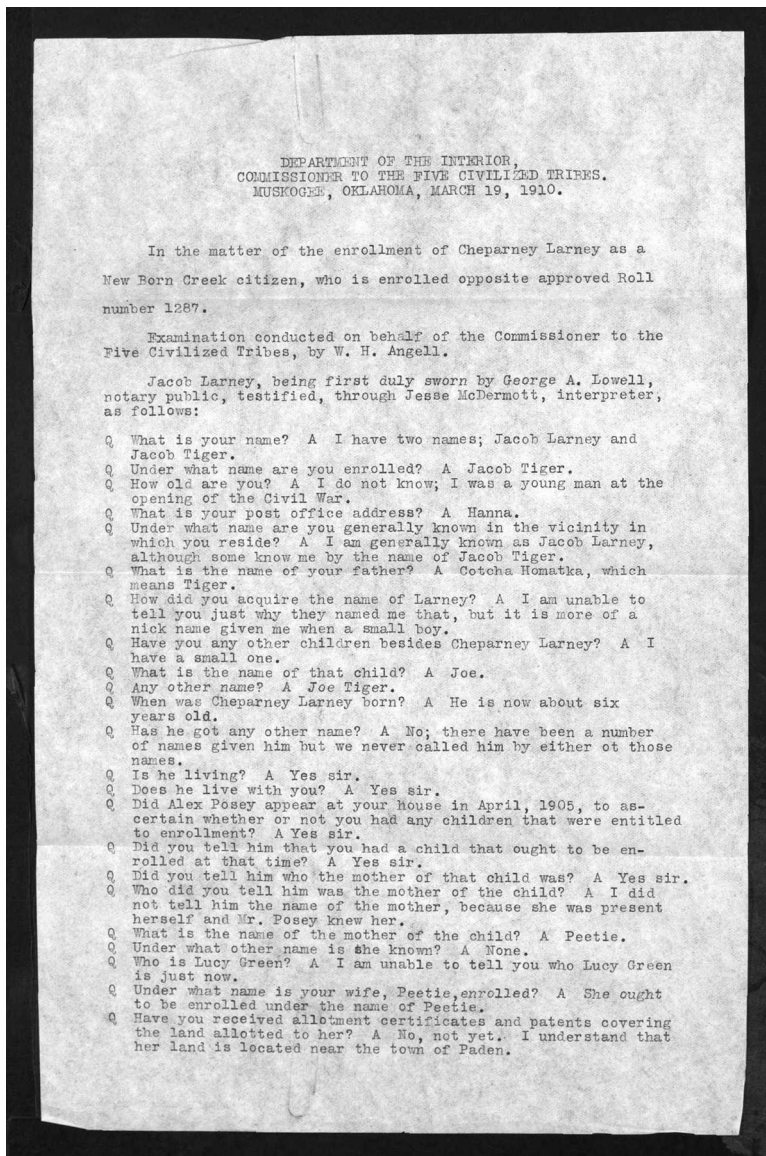 DEPARTMENT OF THE INTERIOR,
COMMISSIONER TO THE FIVE CIVILIZED TRIBES.
MUSKOGEE, OKLAHOMA, MARCH 19, 1910.
In the matter of the enrollment of Cheparney Larney as a
New Born Creek citizen, who is enrolled opposite approved Roll
number 1287.
Examination conducted on behalf of the Commissioner to the
Five Civilized Tribes, by W. H. Angell.
Jacob Larney, being first duly sworn by George A. Lowell,
notary public, testified, through Jesse McDermott, interpreter,
as follows:
Q What is your name? A I have two names; Jacob Larney and
Jacob Tiger.
Q Under what name are you enrolled? A Jacob Tiger.
Q How old are you? A I do not know; I was a young man at the
opening of the Civil War.
Q What is your post office address? A Hanna.
Q Under what name are you generally known in the vicinity in
which you reside? A I am generally known as Jacob Larney,
although some know me by the name of Jacob Tiger.
Q What is the name of your father? A Cotcha Homatka, which
means Tiger.
Q How did you acquire the name of Larney? A I am unable to
tell you just why they named me that, but it is more of a
nick name given me when a small boy.
Q Have you any other children besides Cheparney Larney? A I
have a small one.
Q What is the name of that child? A Joe.
Q Any other name? A Joe Tiger.
Q When was Cheparney Larney born? A He is now about six
years old.
Q Has he got any other name? A No; there have been a number
of names given him but we never called him by either ot those
names.
Q Is he living? A Yes sir.
Q Does he live with you? A Yes sir.
Q Did Alex Posey appear at your house in April, 1905, to as-
certain whether or not you had any children that were entitled
to enrollment? A Yes sir.
Q Did you tell him that you had a child that ought to be en-
rolled at that time? A Yes sir.
Q Did you tell him who the mother of that child was? A Yes sir.
Q Who did you tell him was the mother of the child? A I did
not tell him the name of the mother, because she was present
herself and Mr. Posey knew her.
Q What is the name of the mother of the child? A Peetie.
Q Under what other name is she known? A None.
Q Who is Lucy Green? A I am unable to tell you who Lucy Green
is just now.
Q Under what name is your wife, Peetie,enrolled? A She ought
to be enrolled under the name of Peetie.
Q Have you received allotment certificates and patents covering
the land allotted to her? A No, not yet. I understand that
her land is located near the town of Paden.